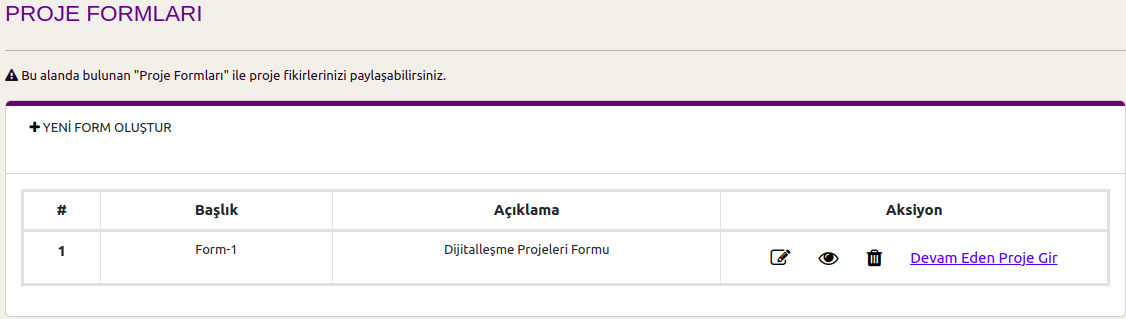 PROJE FORMLARI
Bu alanda bulunan "Proje Formları" ile proje fikirlerinizi paylaşabilirsiniz.
YENİ FORM OLUŞTUR
# Başlık Açıklama Aksiyon
1 Form-1 Dijitalleşme Projeleri Formu Devam Eden Proje Gir